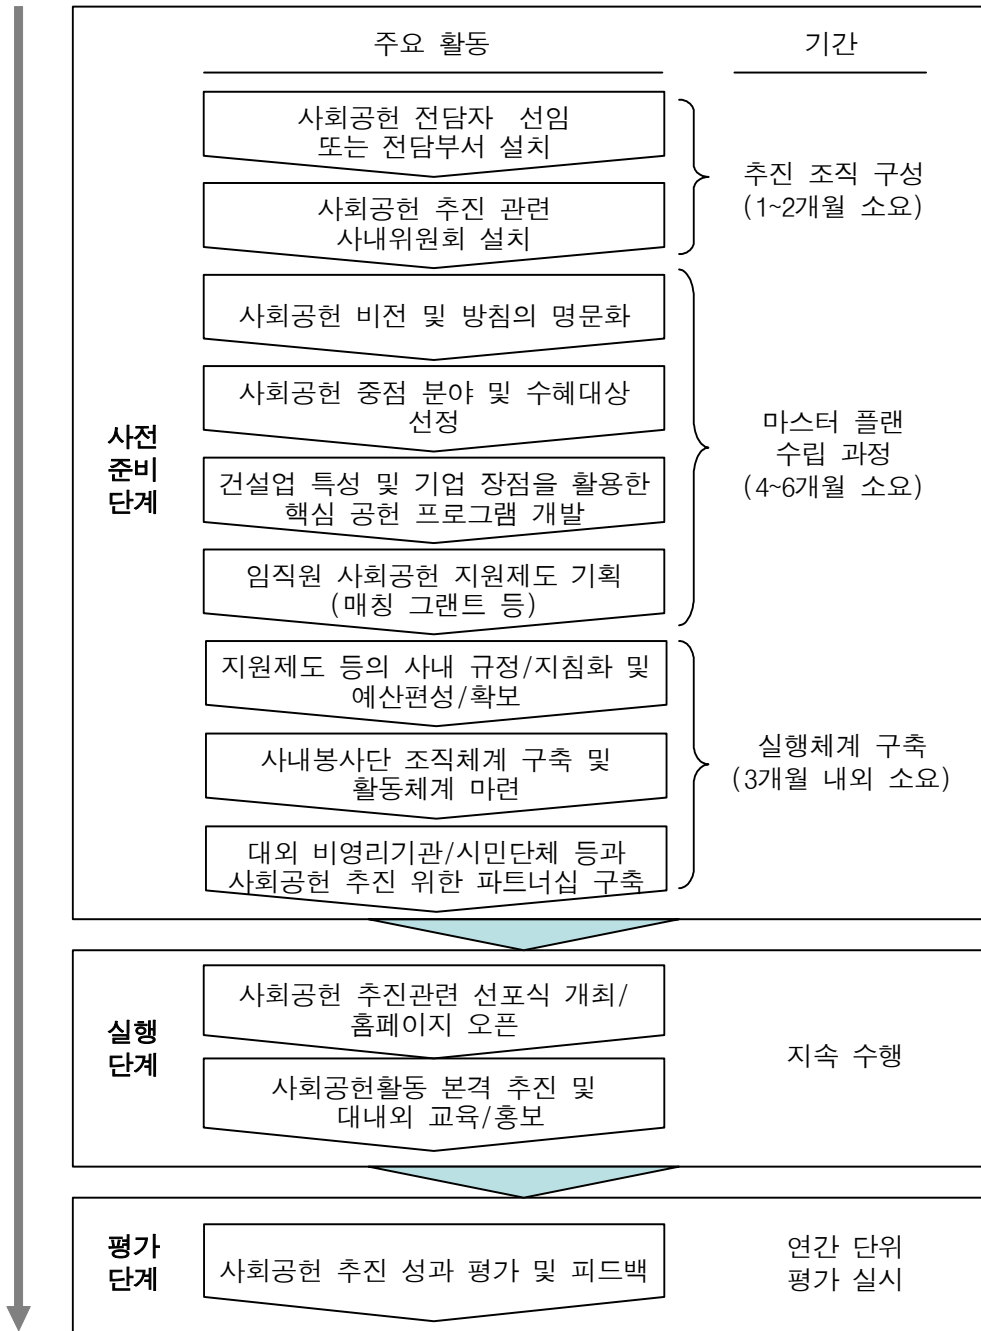 주요 활동
기간
사회공헌 전담자 선임
또는 전담부서 설치
사회공헌 추진 관련
사내위원회 설치
추진 조직 구성
(1~2개월 소요)
사전
준비
단계
사회공헌 비전 및 방침의 명문화
사회공헌 중점 분야 및 수혜대상
선정
건설업 특성 및 기업 장점을 활용한
핵심 공헌 프로그램 개발
임직원 사회공헌 지원제도 기획
(매칭 그랜트 등)
마스터 플랜
수립 과정
(4~6개월 소요)
지원제도 등의 사내 규정/지침화 및
예산편성/확보
사내봉사단 조직체계 구축 및
활동체계 마련
대외 비영리기관/시민단체 등과
사회공헌 추진 위한 파트너십 구축
실행체계 구축
(3개월 내외 소요)
실행
단계
사회공헌 추진관련 선포식 개최/
홈페이지 오픈
사회공헌활동 본격 추진 및
대내외 교육/홍보
지속 수행
평가
단계
사회공헌 추진 성과 평가 및 피드백
연간 단위
평가 실시